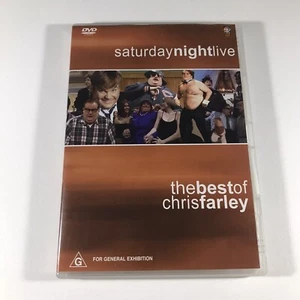 DVD
saturdaynightlive
thebestof
chrisfarley
G
FOR GENERAL EXHIBITION